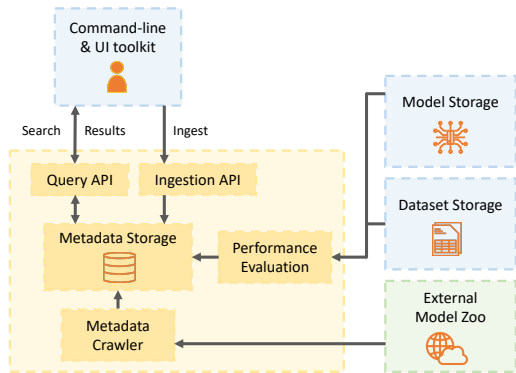 Command-line
& UI toolkit
Search
Results
Ingest
Model Storage
Query API
Ingestion API
Dataset Storage
Metadata Storage
Performance
Evaluation
External
Model Zoo
Metadata
Crawler